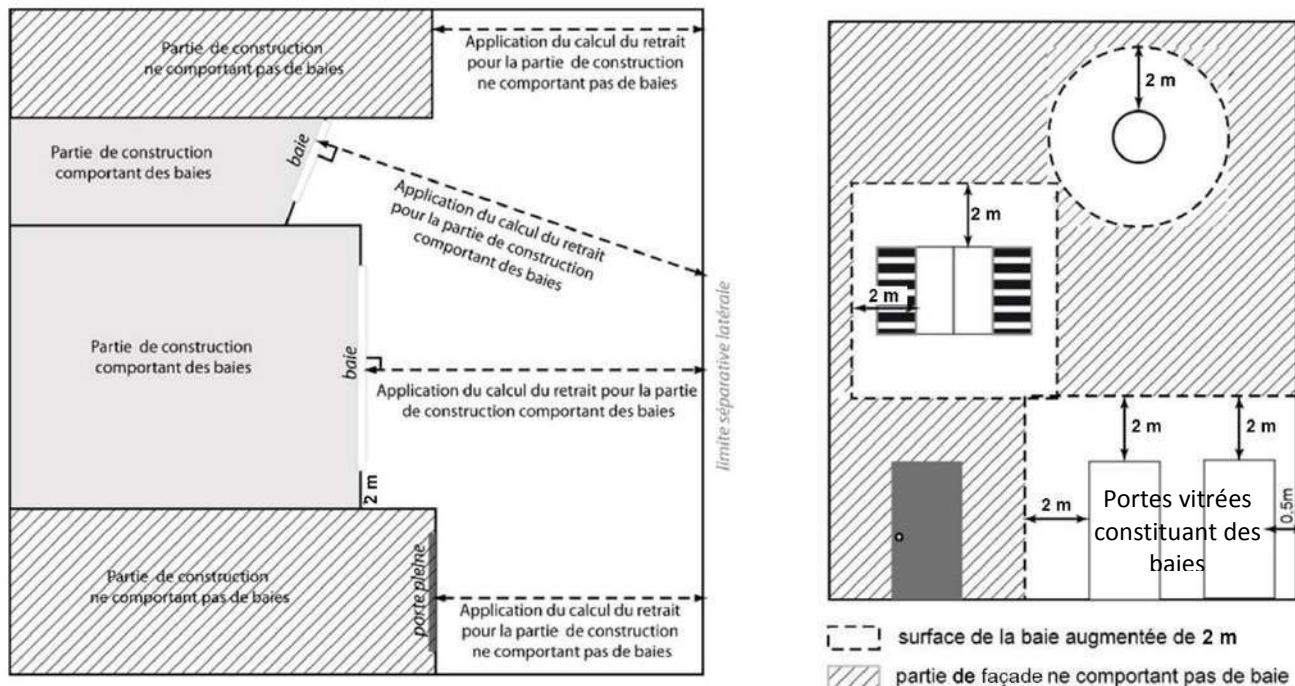 Partie de construction
ne comportant pas de baies
Application du calcul du retrait
pour la partie de construction
ne comportant pas de baies
Partie de construction
comportant des baies
baie
Application du calcul du retrait
pour la partie de construction
comportant des baies
Partie de construction
comportant des baies
baie
Application du calcul du retrait pour la partie
de construction comportant des baies
2 m
limite séparative latérale
Partie de construction
ne comportant pas de baies
porte pleine
Application du calcul du retrait
pour la partie de construction
ne comportant pas de baies
2 m
2 m
2 m
2 m
2 m
2 m
0,5m
Portes vitrées
constituant des
baies
surface de la baie augmentée de 2 m
partie de façade ne comportant pas de baie